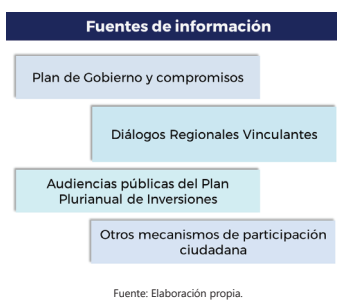 Fuentes de información
Plan de Gobierno y compromisos
Diálogos Regionales Vinculantes
Audiencias públicas del Plan
Plurianual de Inversiones
Otros mecanismos de participación
ciudadana
Fuente: Elaboración propia.